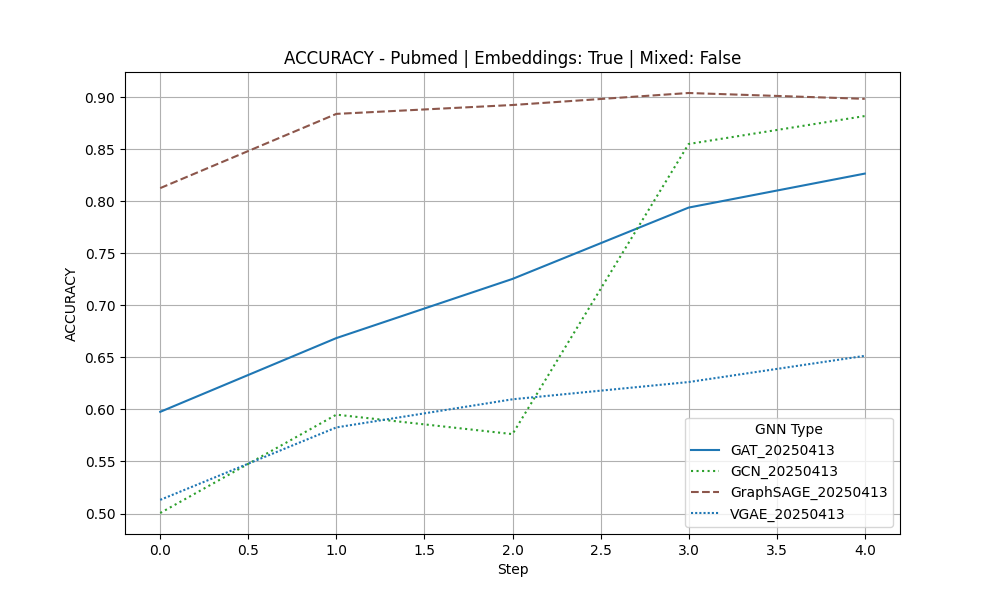 ACCURACY - Pubmed | Embeddings: True | Mixed: False
ACCURACY
0.90
0.85
0.80
0.75
0.70
0.65
0.60
0.55
0.50
GNN Type
GAT_20250413
GCN_20250413
GraphSAGE_20250413
VGAE_20250413
0.0 0.5 1.0 1.5 2.0 2.5 3.0 3.5 4.0
Step